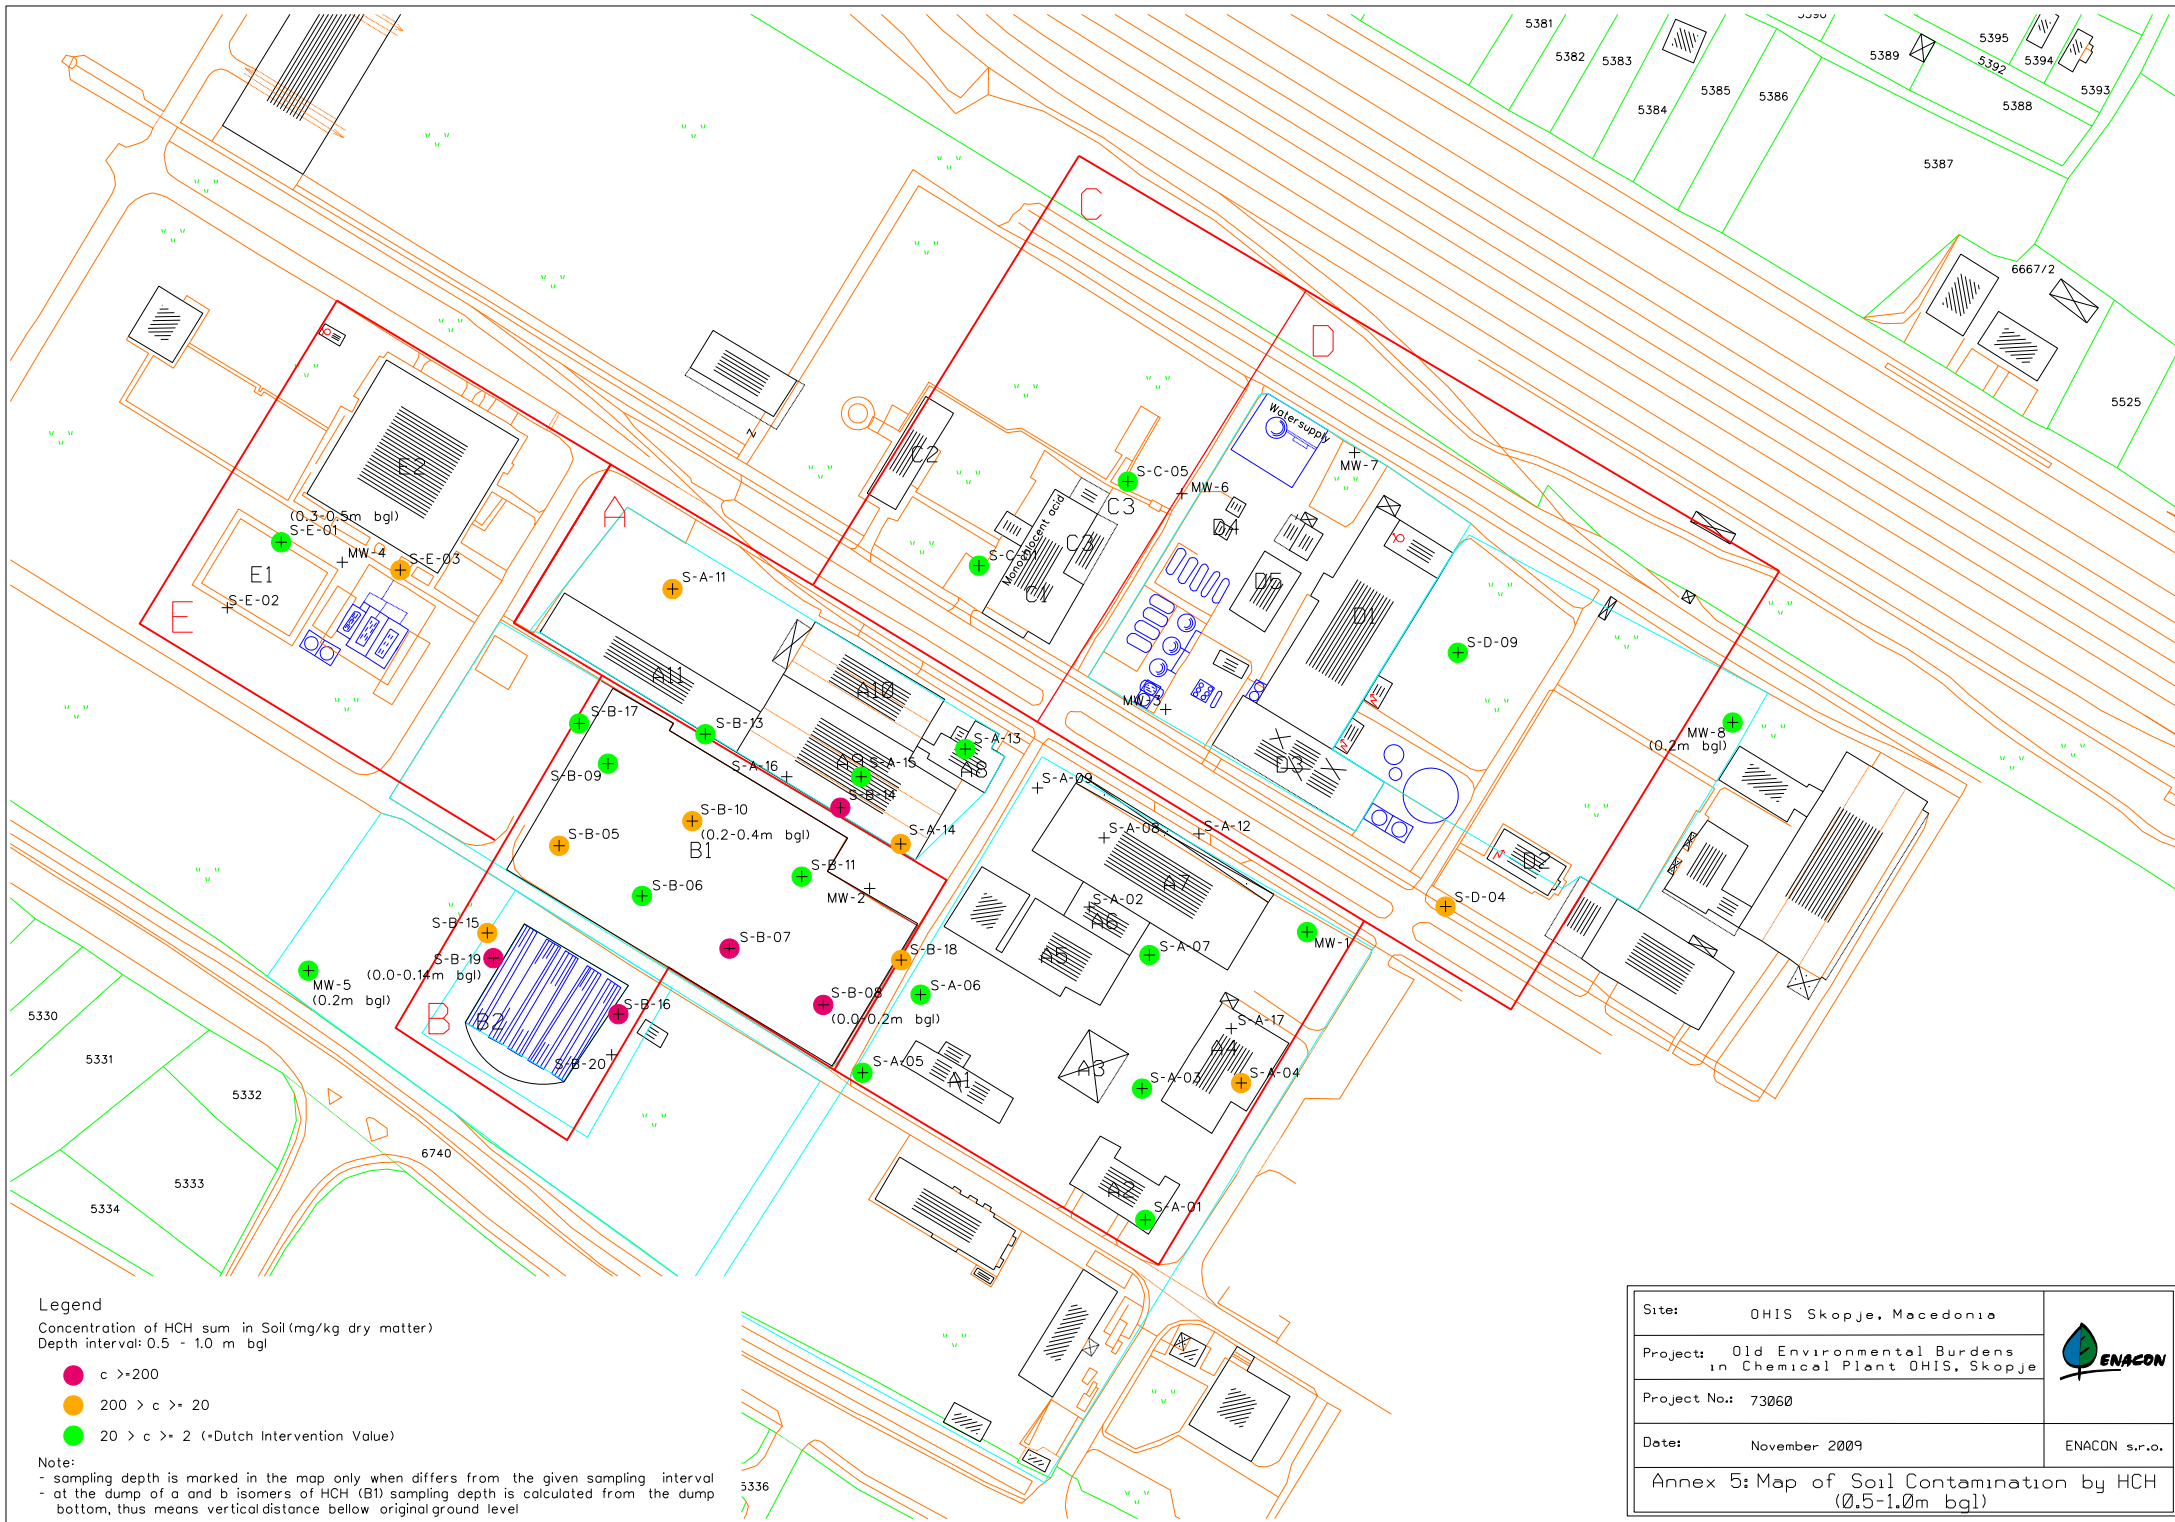 5381
5382
5383
5384
5385
5386
5389
5395
5392
5394
5393
5388
5387
6667/2
5525
C
D
Watersupply
MW-7
C2
S-C-05
MW-6
C3
D4
Monochlocent acid
C3
S-C-01
C1
D5
D1
E2
(0.3-0.5m bgl)
S-E-01
MW-4
S-E-03
E1
S-E-02
E
A
S-A-11
A11
A10
S-D-09
MW-3
D3
MW-8
(0.2m bgl)
S-B-17
S-B-13
S-A-13
A8
S-B-09
S-A-16
A9
S-A-15
S-B-14
S-A-09
S-B-10
(0.2-0.4m bgl)
B1
S-B-05
S-A-14
S-A-08
S-A-12
A7
D2
S-B-11
S-B-06
MW-2
S-A-02
A6
S-D-04
S-B-15
S-B-07
S-B-18
A5
S-A-07
MW-1
S-B-19
(0.0-0.14m bgl)
MW-5
(0.2m bgl)
S-A-06
S-B-08
(0.0-0.2m bgl)
S-B-16
B
B2
S-B-20
S-A-17
A4
S-A-05
A1
A3
S-A-03
S-A-04
A2
S-A-01
5330
5331
5332
5333
5334
6740
5336
Legend
Concentration of HCH sum in Soil (mg/kg dry matter)
Depth interval: 0.5 - 1.0 m bgl
c >=200
200 > c >= 20
20 > c >= 2 (=Dutch Intervention Value)
Note:
- sampling depth is marked in the map only when differs from the given sampling interval
- at the dump of a and b isomers of HCH (B1) sampling depth is calculated from the dump
bottom, thus means vertical distance bellow original ground level
Site: OHIS Skopje, Macedonia
Project: Old Environmental Burdens
in Chemical Plant OHIS, Skopje
Project No.: 73060
Date: November 2009
ENACON
ENACON s.r.o.
Annex 5: Map of Soil Contamination by HCH
(0.5-1.0m bgl)